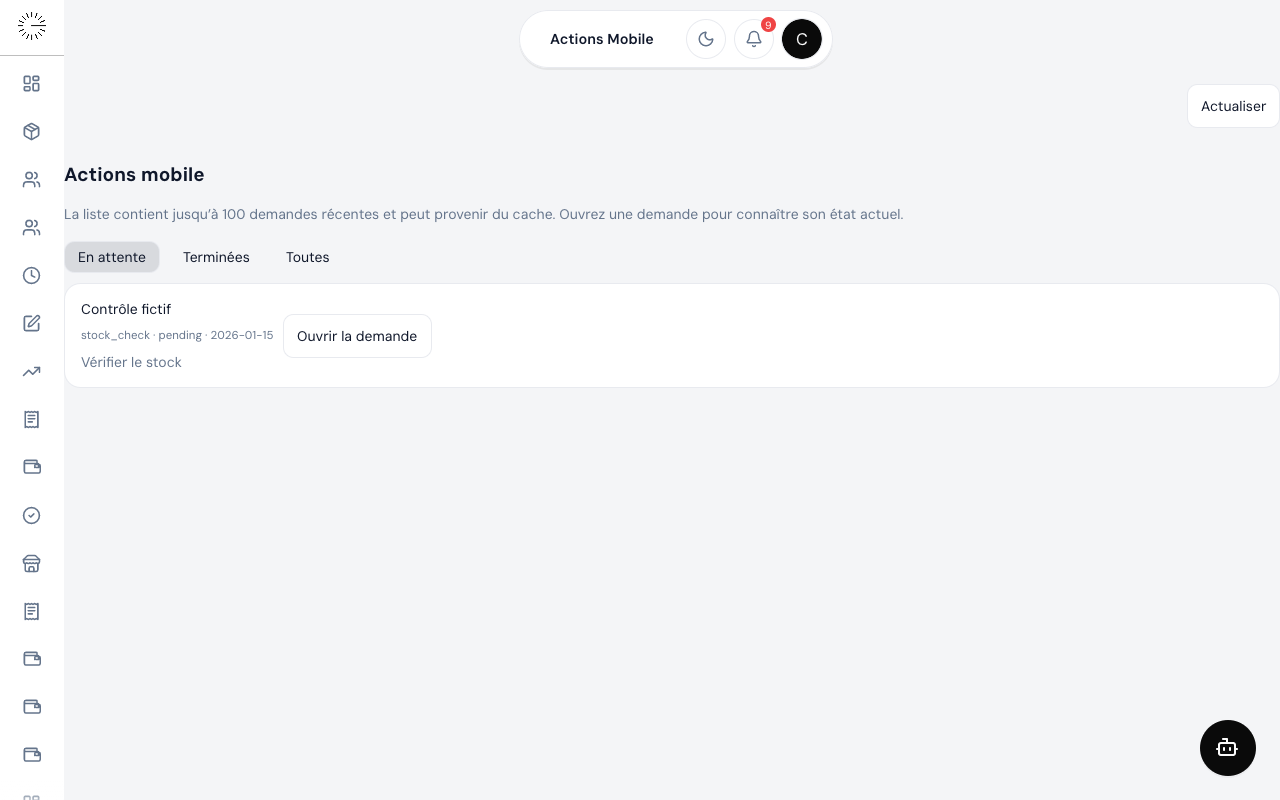 Actions Mobile
9
C
Actualiser
Actions mobile
La liste contient jusqu’à 100 demandes récentes et peut provenir du cache. Ouvrez une demande pour connaître son état actuel.
En attente
Terminées
Toutes
Contrôle fictif
stock_check · pending · 2026-01-15
Ouvrir la demande
Vérifier le stock